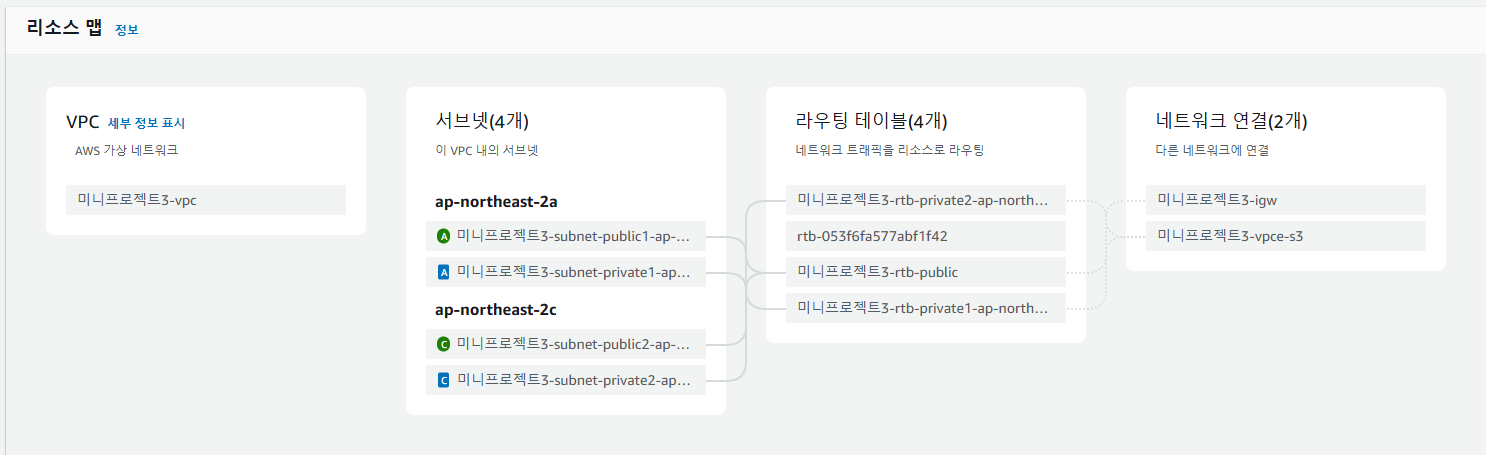 리소스 맵 정보
VPC 세부 정보 표시
AWS 가상 네트워크
미니프로젝트3-vpc
서브넷(4개)
이 VPC 내의 서브넷
ap-northeast-2a
A 미니프로젝트3-subnet-public1-ap-...
A 미니프로젝트3-subnet-private1-ap...
ap-northeast-2c
C 미니프로젝트3-subnet-public2-ap-...
C 미니프로젝트3-subnet-private2-ap...
라우팅 테이블(4개)
네트워크 트래픽을 리소스로 라우팅
미니프로젝트3-rtb-private2-ap-north...
rtb-053f6fa577abf1f42
미니프로젝트3-rtb-public
미니프로젝트3-rtb-private1-ap-north...
네트워크 연결(2개)
다른 네트워크에 연결
미니프로젝트3-igw
미니프로젝트3-vpce-s3